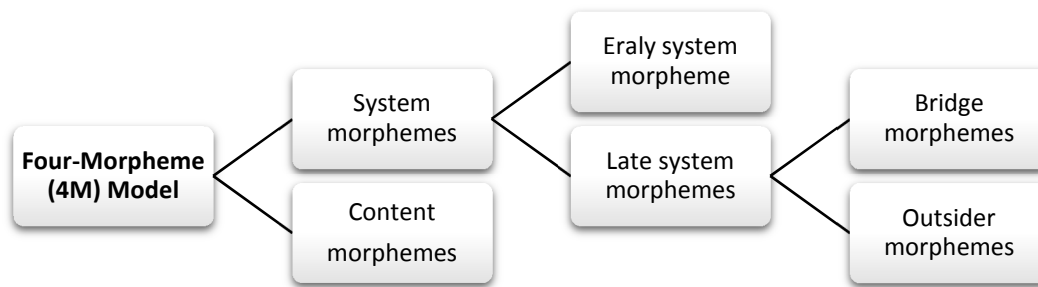 Four-Morpheme
(4M) Model
System
morphemes
Content
morphemes
Eraly system
morpheme
Late system
morphemes
Bridge
morphemes
Outsider
morphemes